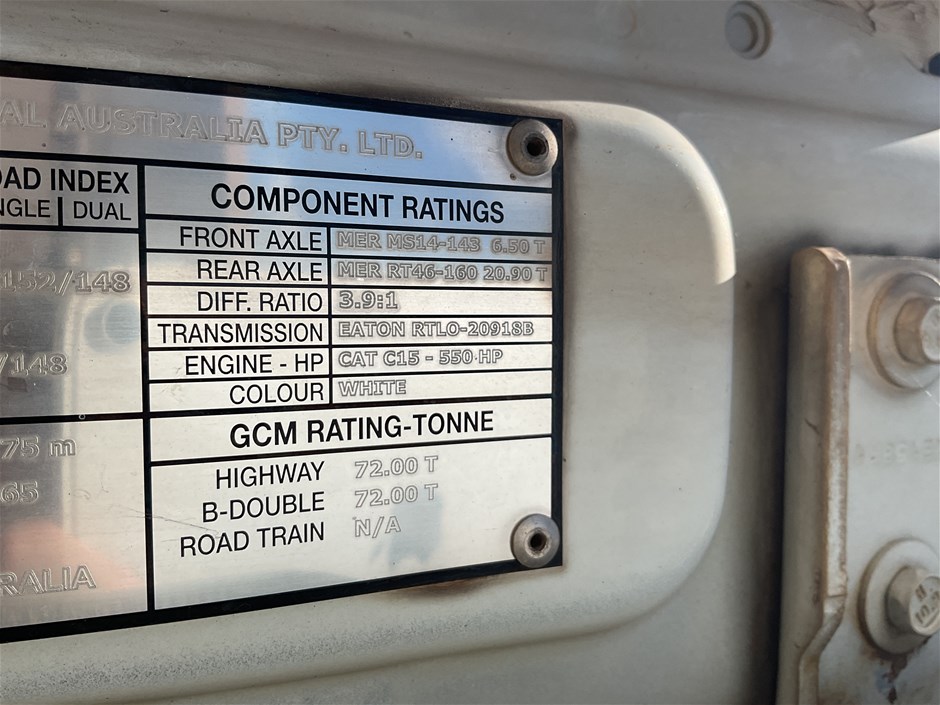 AL AUSTRALIA PTY. LTD.
OAD INDEX
NGLE | DUAL
152/148
/148
75 m
65
RALIA
COMPONENT RATINGS
FRONT AXLE MER MS14-143 6.50 T
REAR AXLE MER RT46-160 20.90 T
DIFF. RATIO 3.9:1
TRANSMISSION EATON RTLO-20918B
ENGINE - HP CAT C15 - 550 HP
COLOUR WHITE
GCM RATING-TONNE
HIGHWAY 72.00 T
B-DOUBLE 72.00 T
ROAD TRAIN N/A